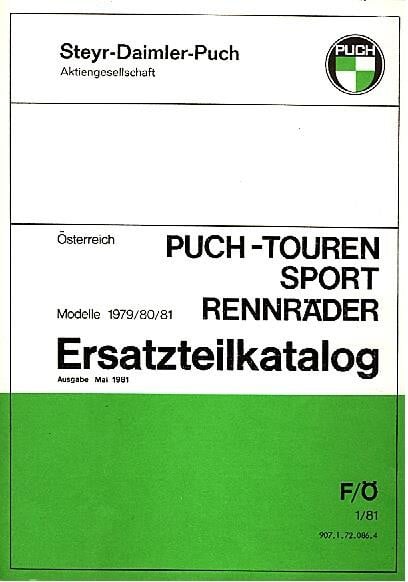 Steyr-Daimler-Puch
Aktiengesellschaft
PUCH
Österreich
PUCH-TOUREN
SPORT
Modelle 1979/80/81
RENNRÄDER
Ersatzteilkatalog
Ausgabe Mai 1981
F/Ö
1/81
907.1.72.086.4